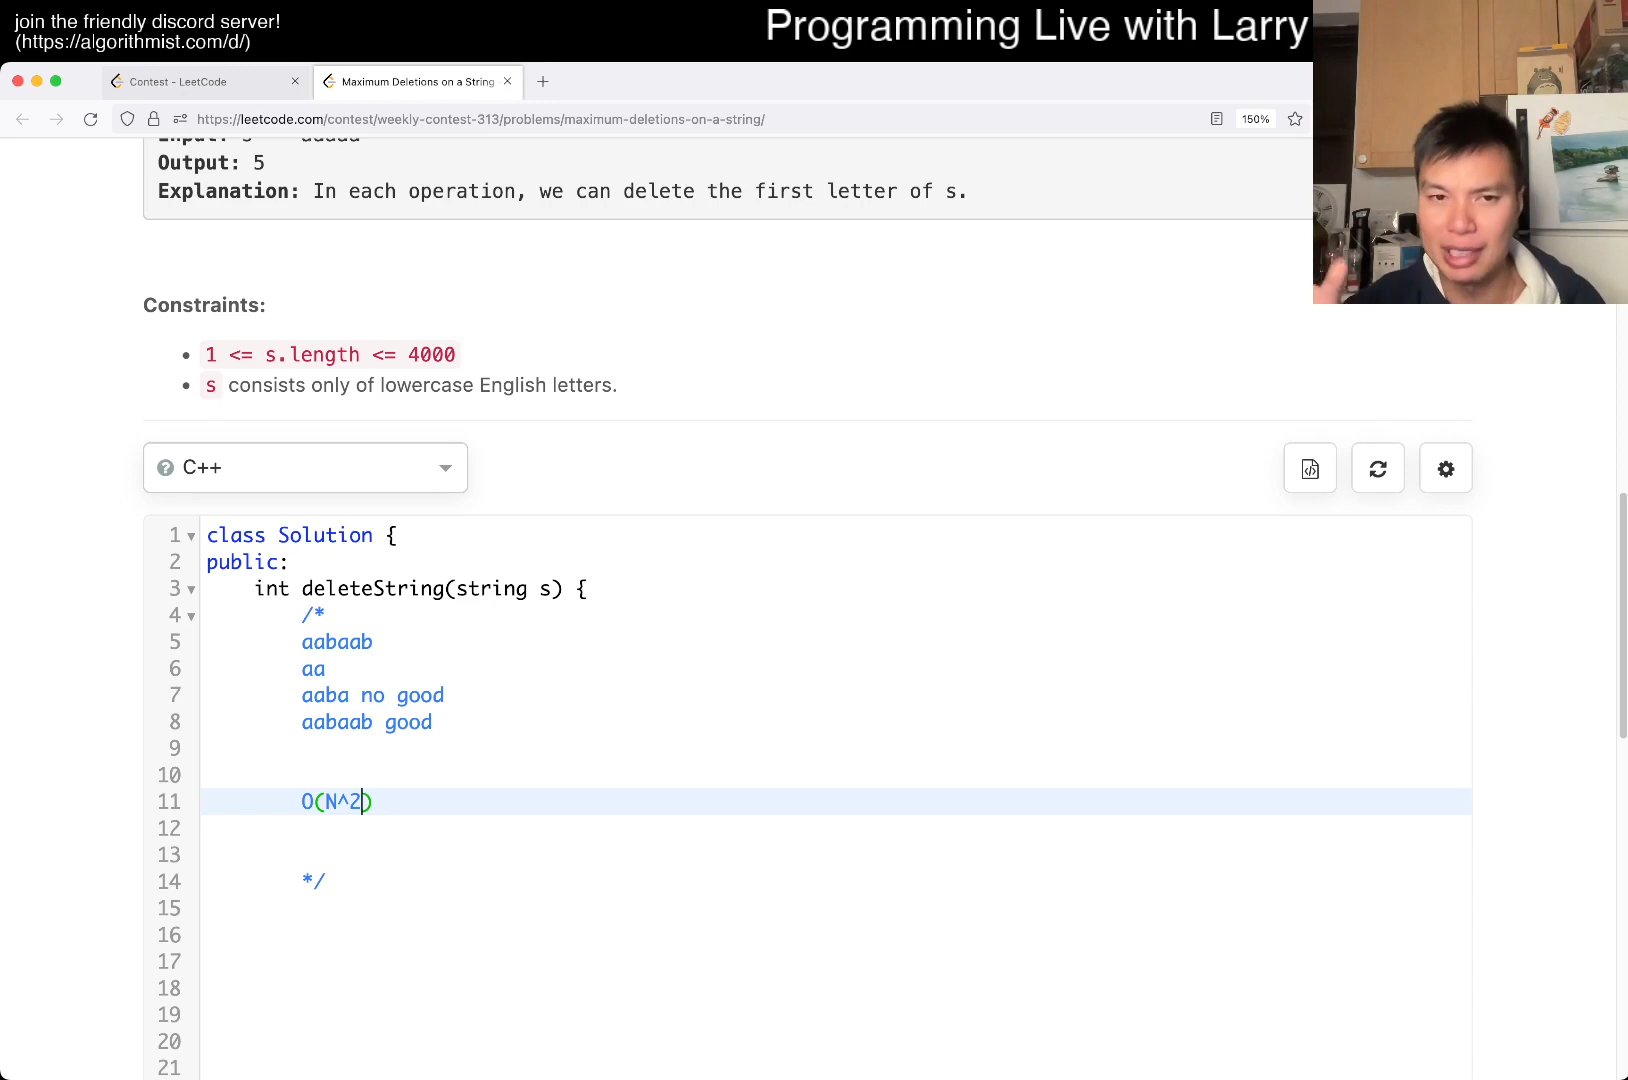 join the friendly discord server!
(https://algorithmist.com/d/)
Programming Live with Larry
Contest - LeetCode
Maximum Deletions on a String
https://leetcode.com/contest/weekly-contest-313/problems/maximum-deletions-on-a-string/
150%
Output: 5
Explanation: In each operation, we can delete the first letter of s.
Constraints:
1 <= s.length <= 4000
s consists only of lowercase English letters.
C++
1 class Solution {
2 public:
3 int deleteString(string s) {
4 /*
5 aabaab
6 aa
7 aaba no good
8 aabaab good
9
10
11 O(N^2)
12
13
14 */
15
16
17
18
19
20
21